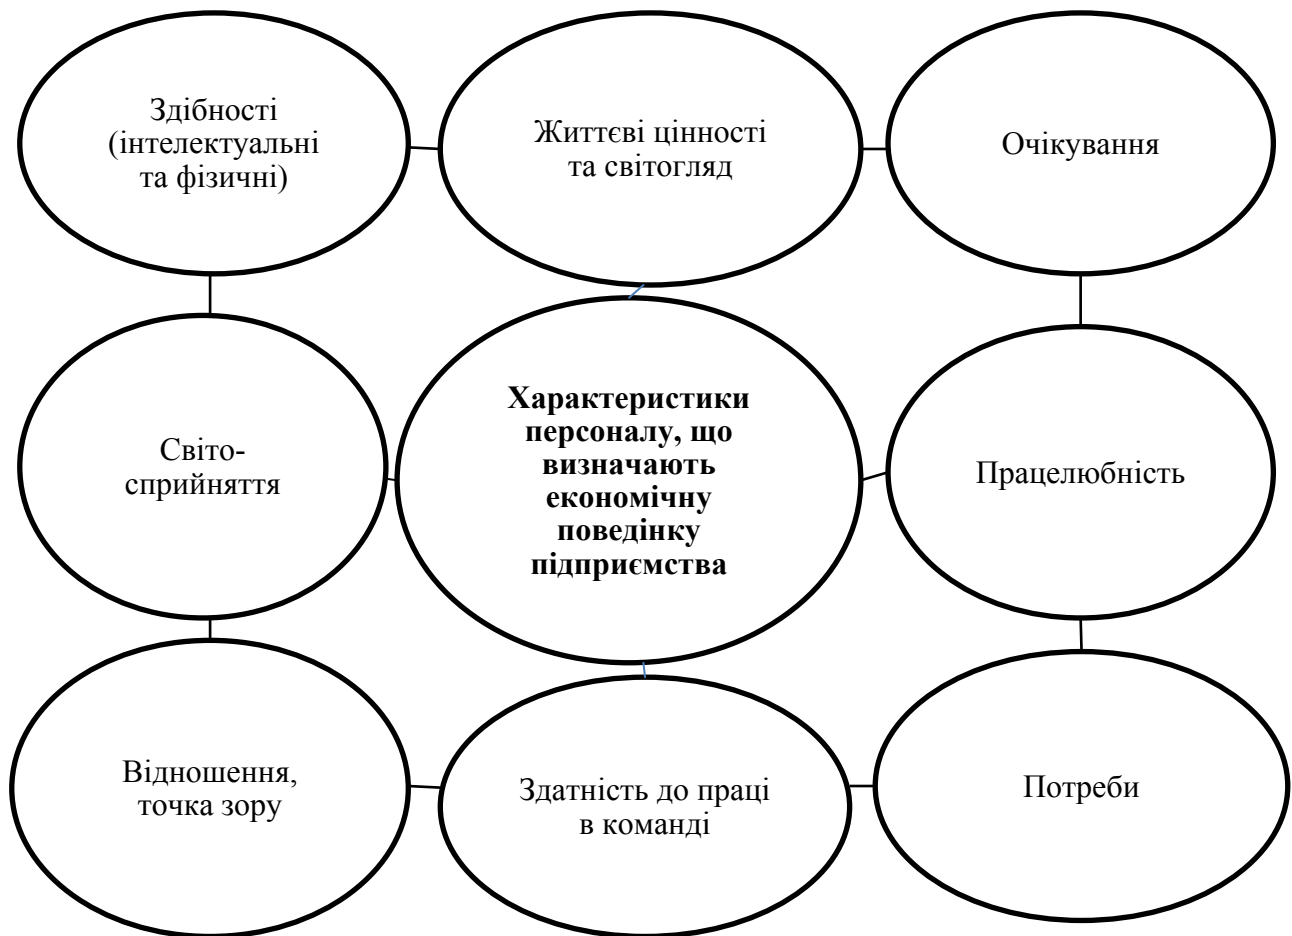 Здібності
(інтелектуальні
та фізичні)
Життєві цінності
та світогляд
Очікування
Світо-
сприйняття
Характеристики
персоналу, що
визначають
економічну
поведінку
підприємства
Працелюбність
Відношення,
точка зору
Здатність до праці
в команді
Потреби